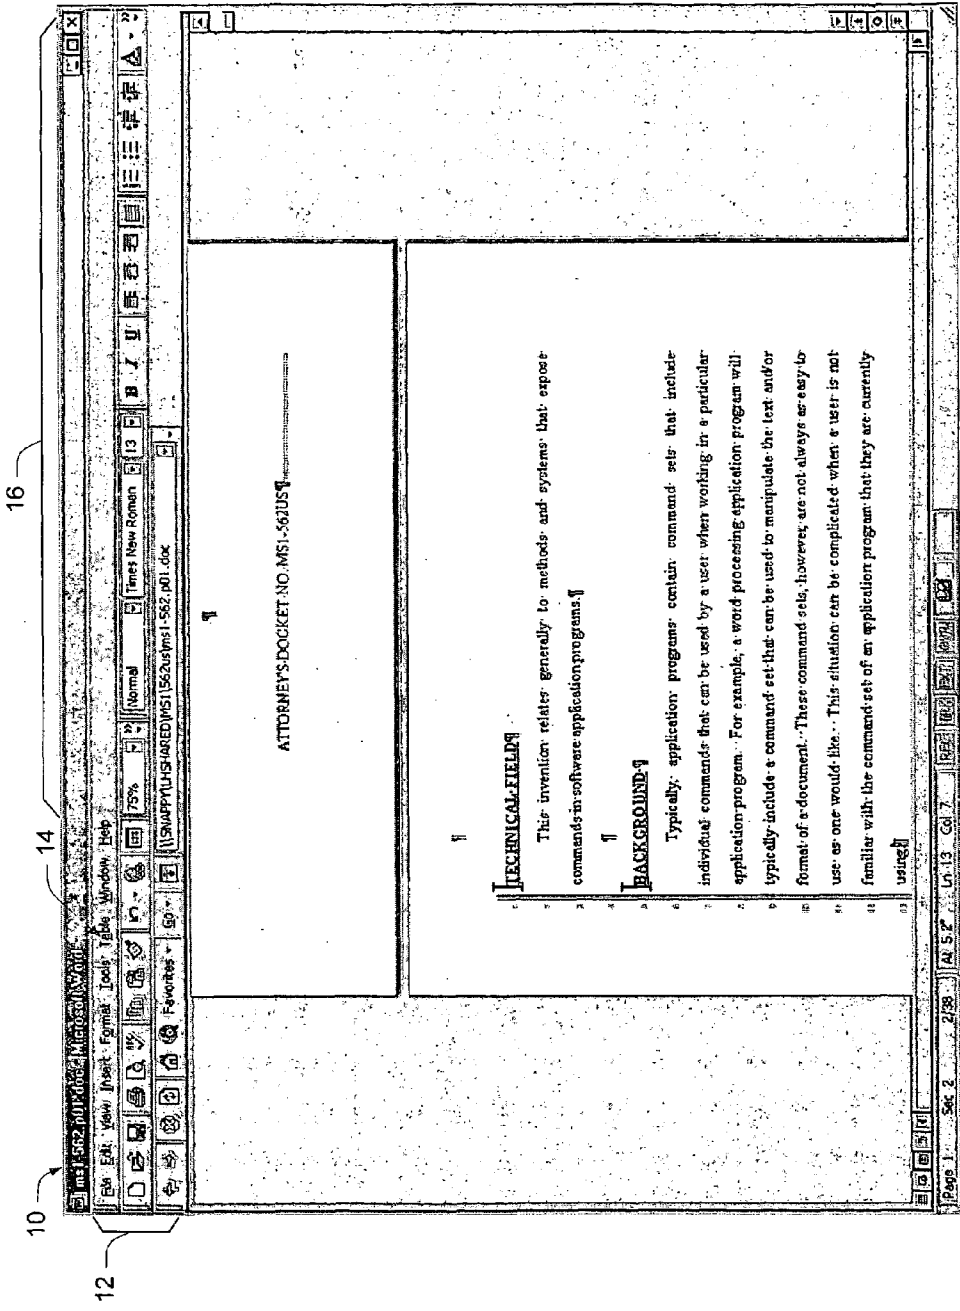 16
14
10
12
ms1-562.p01.doc - Microsoft Word
File Edit View Insert Format Tools Table Window Help
75% Normal Times New Roman 13 B I U
Go Favorites \\SNAPPY\LHSHARED\MS1\562us\ms1-562.p01.doc
¶
ATTORNEY'S·DOCKET·NO.·MS1-562US¶
¶
TECHNICAL·FIELD¶
This· invention· relates· generally· to· methods· and· systems· that· expose·
commands·in·software·application·programs.¶
¶
BACKGROUND·¶
Typically,· application· programs· contain· command· sets· that· include·
individual·commands·that·can·be·used·by·a·user·when·working·in·a·particular·
application·program.··For·example,·a·word·processing·application·program·will·
typically·include·a·command·set·that·can·be·used·to·manipulate·the·text·and/or·
format·of·a·document.··These·command·sets,·however,·are·not·always·as·easy·to·
use·as·one·would·like.··This·situation·can·be·complicated·when·a·user·is·not·
familiar·with·the·command·set·of·an·application·program·that·they·are·currently·
using¶
Page 1 Sec 2 2/38 At 5.2" Ln 13 Col 7 REC TRK EXT OVR